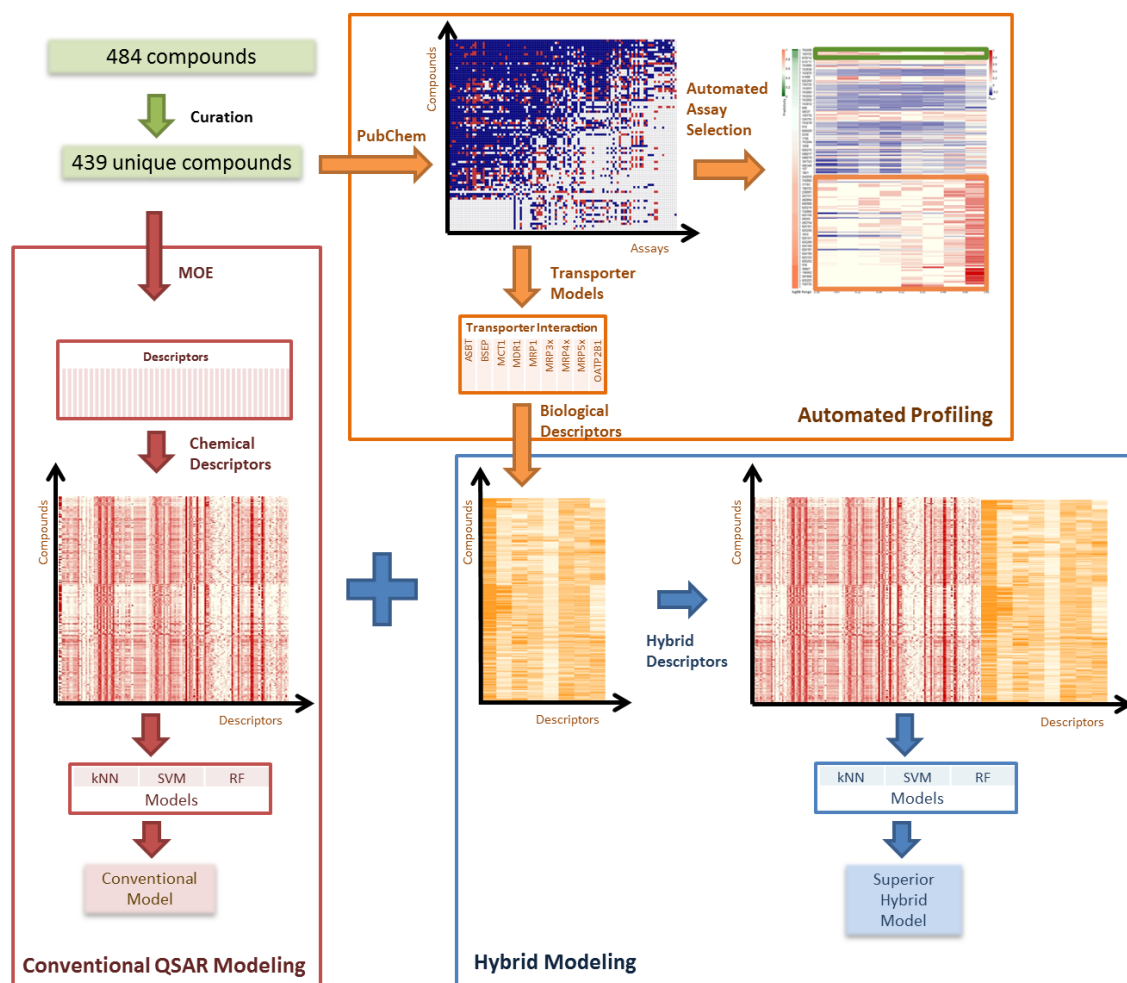 484 compounds
Curation
439 unique compounds
MOE
Descriptors
Chemical
Descriptors
Compounds
Descriptors
kNN SVM RF
Models
Conventional
Model
Conventional QSAR Modeling
PubChem
Compounds
Assays
Automated
Assay
Selection
Transporter
Models
Transporter Interaction
ASBT
BSEP
MCT1
MDR1
MRP1
MRP3x
MRP4x
MRP5x
OATP2B1
Biological
Descriptors
Automated Profiling
Compounds
Descriptors
Hybrid
Descriptors
Compounds
Descriptors
kNN SVM RF
Models
Superior
Hybrid
Model
Hybrid Modeling